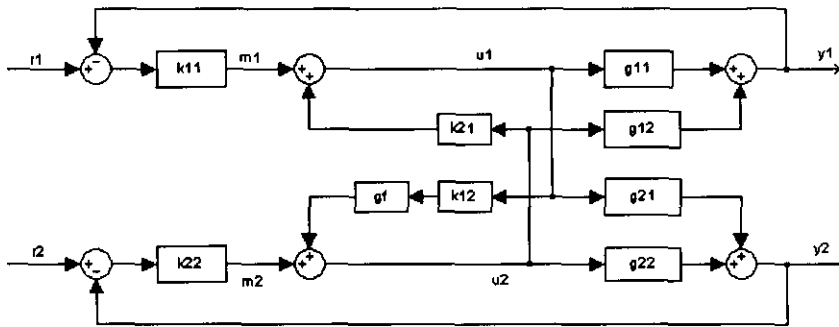 r1
+
−
k11
m1
+
+
u1
g11
+
+
y1
k21
g12
gf
k12
g21
r2
+
−
k22
m2
+
+
u2
g22
+
+
y2